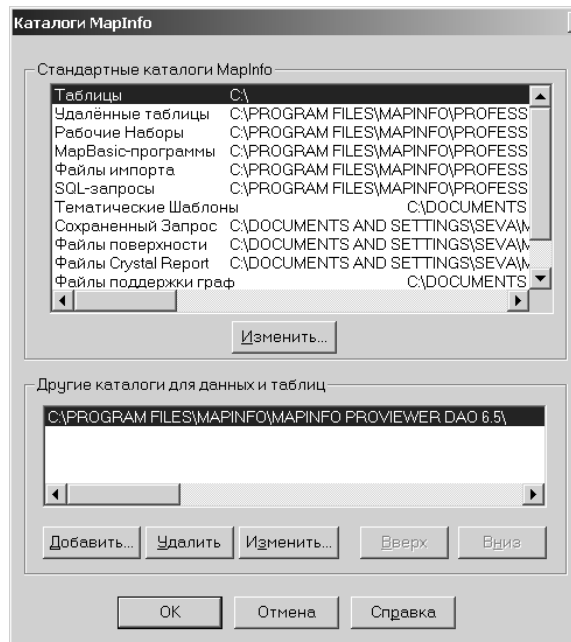 Каталоги MapInfo
Стандартные каталоги MapInfo
Таблицы C:\
Удалённые таблицы C:\PROGRAM FILES\MAPINFO\PROFESS
Рабочие Наборы C:\PROGRAM FILES\MAPINFO\PROFESS
MapBasic-программы C:\PROGRAM FILES\MAPINFO\PROFESS
Файлы импорта C:\PROGRAM FILES\MAPINFO\PROFESS
SQL-запросы C:\PROGRAM FILES\MAPINFO\PROFESS
Тематические Шаблоны C:\DOCUMENTS
Сохраненный Запрос C:\DOCUMENTS AND SETTINGS\SEVA\M
Файлы поверхности C:\DOCUMENTS AND SETTINGS\SEVA\M
Файлы Crystal Report C:\DOCUMENTS AND SETTINGS\SEVA\M
Файлы поддержки граф C:\DOCUMENTS
Изменить...
Другие каталоги для данных и таблиц
C:\PROGRAM FILES\MAPINFO\MAPINFO PROVIEWER DAO 6.5\
Добавить... Удалить Изменить... Вверх Вниз
OK Отмена Справка